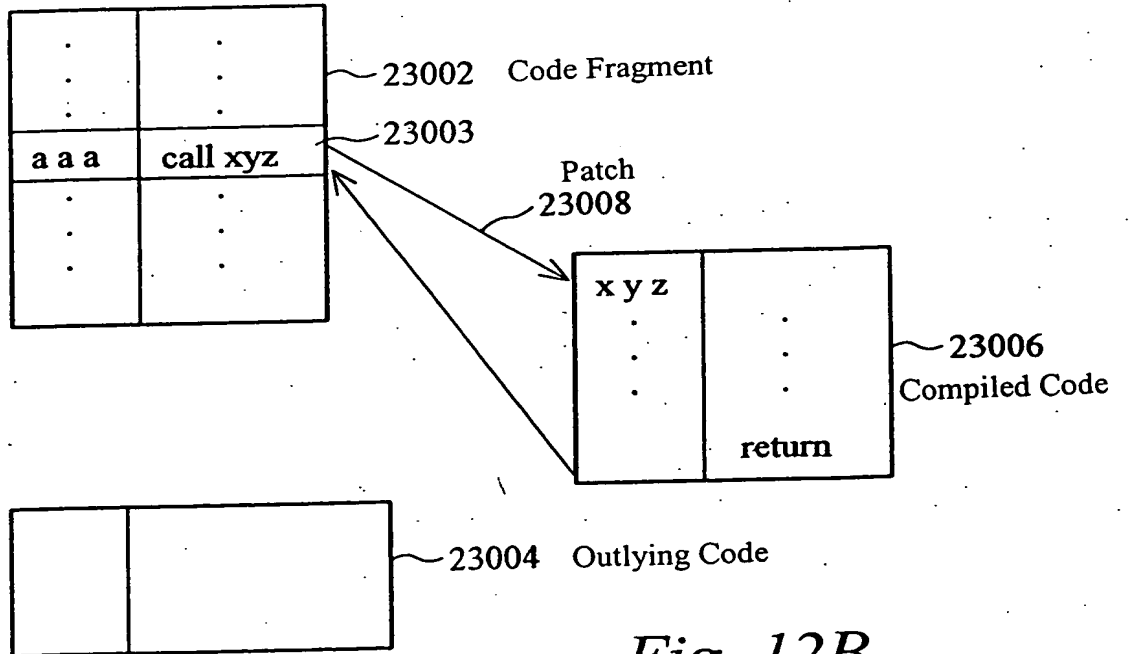 23002 Code Fragment
23003
a a a call xyz
Patch
23008
x y z
23006
Compiled Code
return
23004 Outlying Code
Fig. 12B